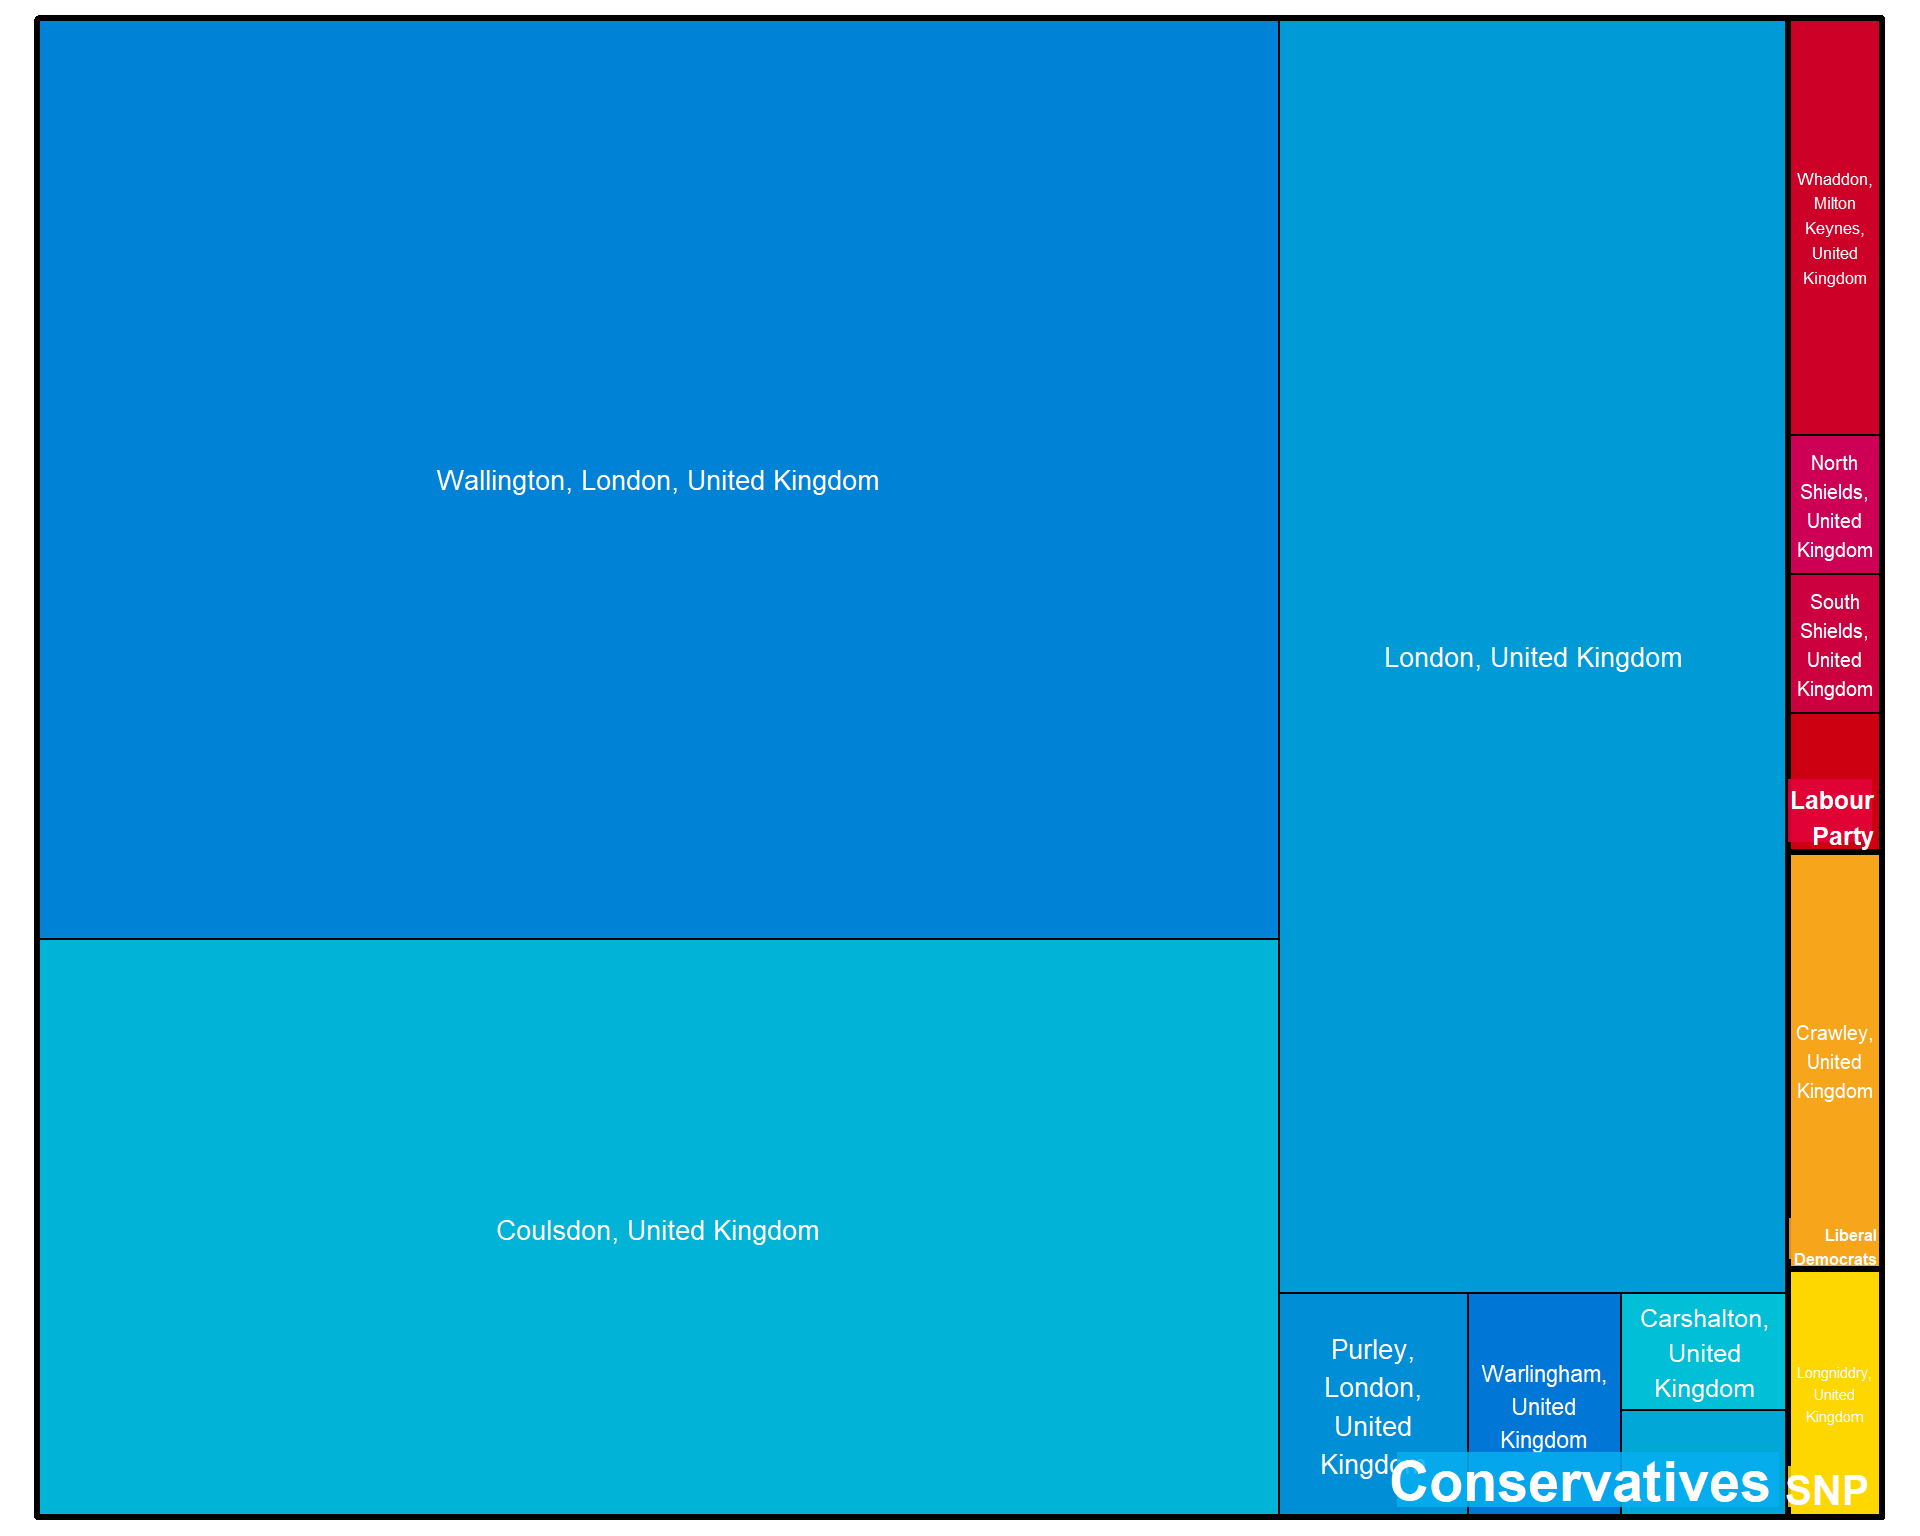 Wallington, London, United Kingdom
Coulsdon, United Kingdom
London, United Kingdom
Purley,
London,
United
Kingdom
Warlingham,
United
Kingdom
Carshalton,
United
Kingdom
Conservatives
Whaddon,
Milton
Keynes,
United
Kingdom
North
Shields,
United
Kingdom
South
Shields,
United
Kingdom
Labour
Party
Crawley,
United
Kingdom
Liberal
Democrats
Longniddry,
United
Kingdom
SNP